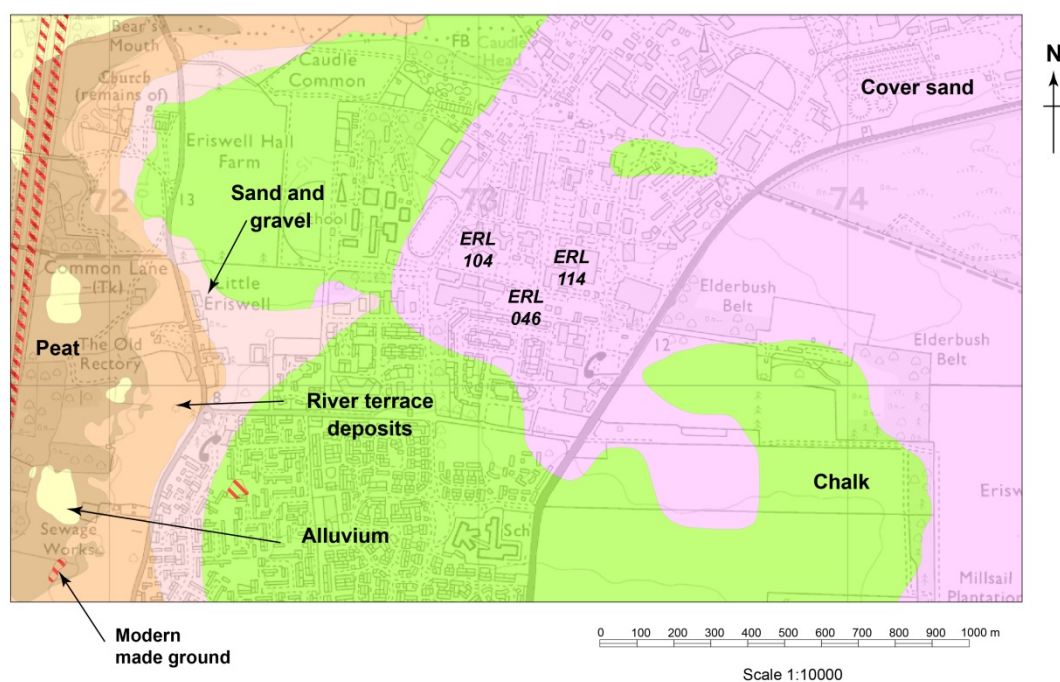 Bear's
Mouth
FB Caudle
Head
Caudle
Common
N
Cover sand
Church
(remains of)
Eriswell Hall
Farm
72
13
Sand and
gravel
73
74
ERL
104
ERL
114
ERL
046
Common Lane
(Tk)
Little
Eriswell
Elderbush
Belt
12
Elderbush
Belt
Peat
The Old
Rectory
River terrace
deposits
8
Chalk
Alluvium
Sch
Sewage
Works
Millsail
Plantation
Modern
made ground
0 100 200 300 400 500 600 700 800 900 1000 m
Scale 1:10000